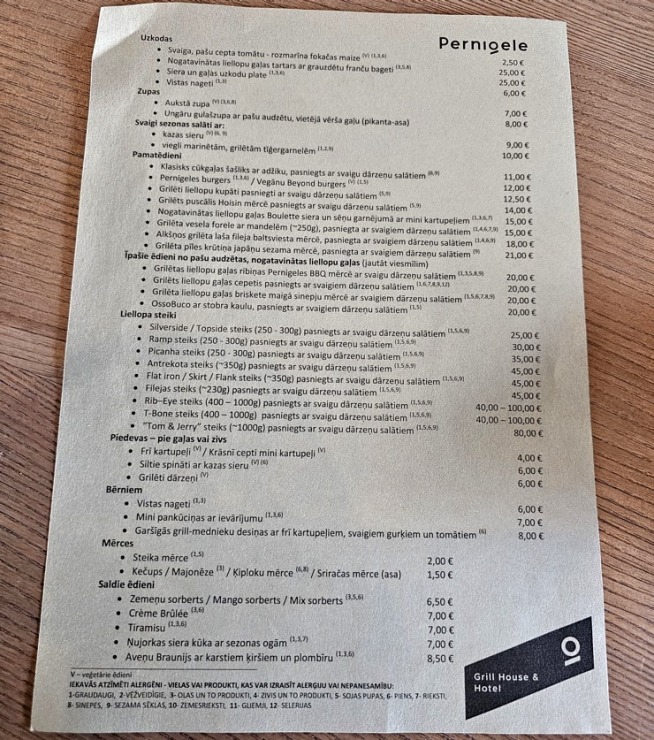 Pernigele
Uzkodas
• Svaiga, pašu cepta tomātu - rozmarīna fokačas maize (V) (1,3,6) 2,50 €
• Nogatavinātas liellopu gaļas tartars ar grauzdētu franču bageti (3,5,8) 25,00 €
• Siera un gaļas uzkodu plate (1,3,6) 25,00 €
• Vistas nageti (1,3) 6,00 €
Zupas
• Aukstā zupa (V) (3,6,8) 7,00 €
• Ungāru gulašzupa ar pašu audzētu, vietējā vērša gaļu (pikanta-asa) 8,00 €
Svaigi sezonas salāti ar:
• kazas sieru (V) (6, 9) 9,00 €
• viegli marinētām, grilētām tīģergarnelēm (1,2,9) 10,00 €
Pamatēdieni
• Klasisks cūkgaļas šašliks ar adžiku, pasniegts ar svaigu dārzeņu salātiem (8,9) 11,00 €
• Pernigeles burgers (1,3,6) / Vegānu Beyond burgers (V) (1,5) 12,00 €
• Grilēti liellopu kupāti pasniegti ar svaigu dārzeņu salātiem (5,9) 12,50 €
• Grilēts puscālis Hoisin mērcē pasniegts ar svaigu dārzeņu salātiem (5,9) 14,00 €
• Nogatavinātas liellopu gaļas Boulette siera un sēņu garnējumā ar mini kartupeļiem (1,3,6,7) 15,00 €
• Grilēta vesela forele ar mandelēm (~250g), pasniegta ar svaigiem dārzeņu salātiem (1,4,6,7,9) 15,00 €
• Alkšņos grilēta laša fileja baltsviesta mērcē, pasniegta ar svaigiem dārzeņu salātiem (1,4,6,9) 18,00 €
• Grilēta pīles krūtiņa japāņu sezama mērcē, pasniegta ar svaigiem dārzeņu salātiem (9) 21,00 €
Īpašie ēdieni no pašu audzētas, nogatavinātas liellopu gaļas (jautāt viesmīlim)
• Grilētas liellopu gaļas ribiņas Pernigeles BBQ mērcē ar svaigu dārzeņu salātiem (1,3,5,8,9) 20,00 €
• Grilēts liellopu gaļas cepetis pasniegts ar svaigiem dārzeņu salātiem (1,6,7,8,9,12) 20,00 €
• Grilēta liellopu gaļas briskete maigā sinepju mērcē ar svaigiem dārzeņu salātiem (1,5,6,7,8,9) 20,00 €
• OssoBuco ar stobra kaulu, pasniegts ar svaigiem dārzeņu salātiem (1,5) 20,00 €
Liellopa steiki
• Silverside / Topside steiks (250 - 300g) pasniegts ar svaigu dārzeņu salātiem (1,5,6,9) 25,00 €
• Ramp steiks (250 - 300g) pasniegts ar svaigu dārzeņu salātiem (1,5,6,9) 30,00 €
• Picanha steiks (250 - 300g) pasniegts ar svaigu dārzeņu salātiem (1,5,6,9) 35,00 €
• Antrekota steiks (~350g) pasniegts ar svaigu dārzeņu salātiem (1,5,6,9) 45,00 €
• Flat iron / Skirt / Flank steiks (~350g) pasniegts ar svaigu dārzeņu salātiem (1,5,6,9) 45,00 €
• Filejas steiks (~230g) pasniegts ar svaigu dārzeņu salātiem (1,5,6,9) 45,00 €
• Rib–Eye steiks (400 – 1000g) pasniegts ar svaigu dārzeņu salātiem (1,5,6,9) 40,00 – 100,00 €
• T-Bone steiks (400 – 1000g) pasniegts ar svaigu dārzeņu salātiem (1,5,6,9) 40,00 – 100,00 €
• "Tom & Jerry" steiks (~1000g) pasniegts ar svaigu dārzeņu salātiem (1,5,6,9) 80,00 €
Piedevas – pie gaļas vai zivs
• Frī kartupeļi (V) / Krāsnī cepti mini kartupeļi (V) 4,00 €
• Siltie spināti ar kazas sieru (V) (6) 6,00 €
• Grilēti dārzeņi (V) 6,00 €
Bērniem
• Vistas nageti (1,3) 6,00 €
• Mini pankūciņas ar ievārījumu (1,3,6) 7,00 €
• Garšīgās grill-mednieku desiņas ar frī kartupeļiem, svaigiem gurķiem un tomātiem (6) 8,00 €
Mērces
• Steika mērce (1,5) 2,00 €
• Kečups / Majonēze (3) / Ķiploku mērce (6,8) / Sriračas mērce (asa) 1,50 €
Saldie ēdieni
• Zemeņu sorberts / Mango sorberts / Mix sorberts (3,5,6) 6,50 €
• Crème Brûlée (3,6) 7,00 €
• Tiramisu (1,3,6) 7,00 €
• Ņujorkas siera kūka ar sezonas ogām (1,3,7) 7,00 €
• Aveņu Braunijs ar karstiem ķiršiem un plombīru (1,3,6) 8,50 €
V – veģetārie ēdieni
IEKAVĀS ATZĪMĒTI ALERGĒNI - VIELAS VAI PRODUKTI, KAS VAR IZRAISĪT ALERĢIJU VAI NEPANESAMĪBU:
1-GRAUDAUGI, 2-VĒŽVEIDĪGIE, 3- OLAS UN TO PRODUKTI, 4- ZIVIS UN TO PRODUKTI, 5- SOJAS PUPAS, 6- PIENS, 7- RIEKSTI,
8- SINEPES, 9- SEZAMA SĒKLAS, 10- ZEMESRIEKSTI, 11- GLIEMJI, 12- SELERIJAS
Grill House &
Hotel